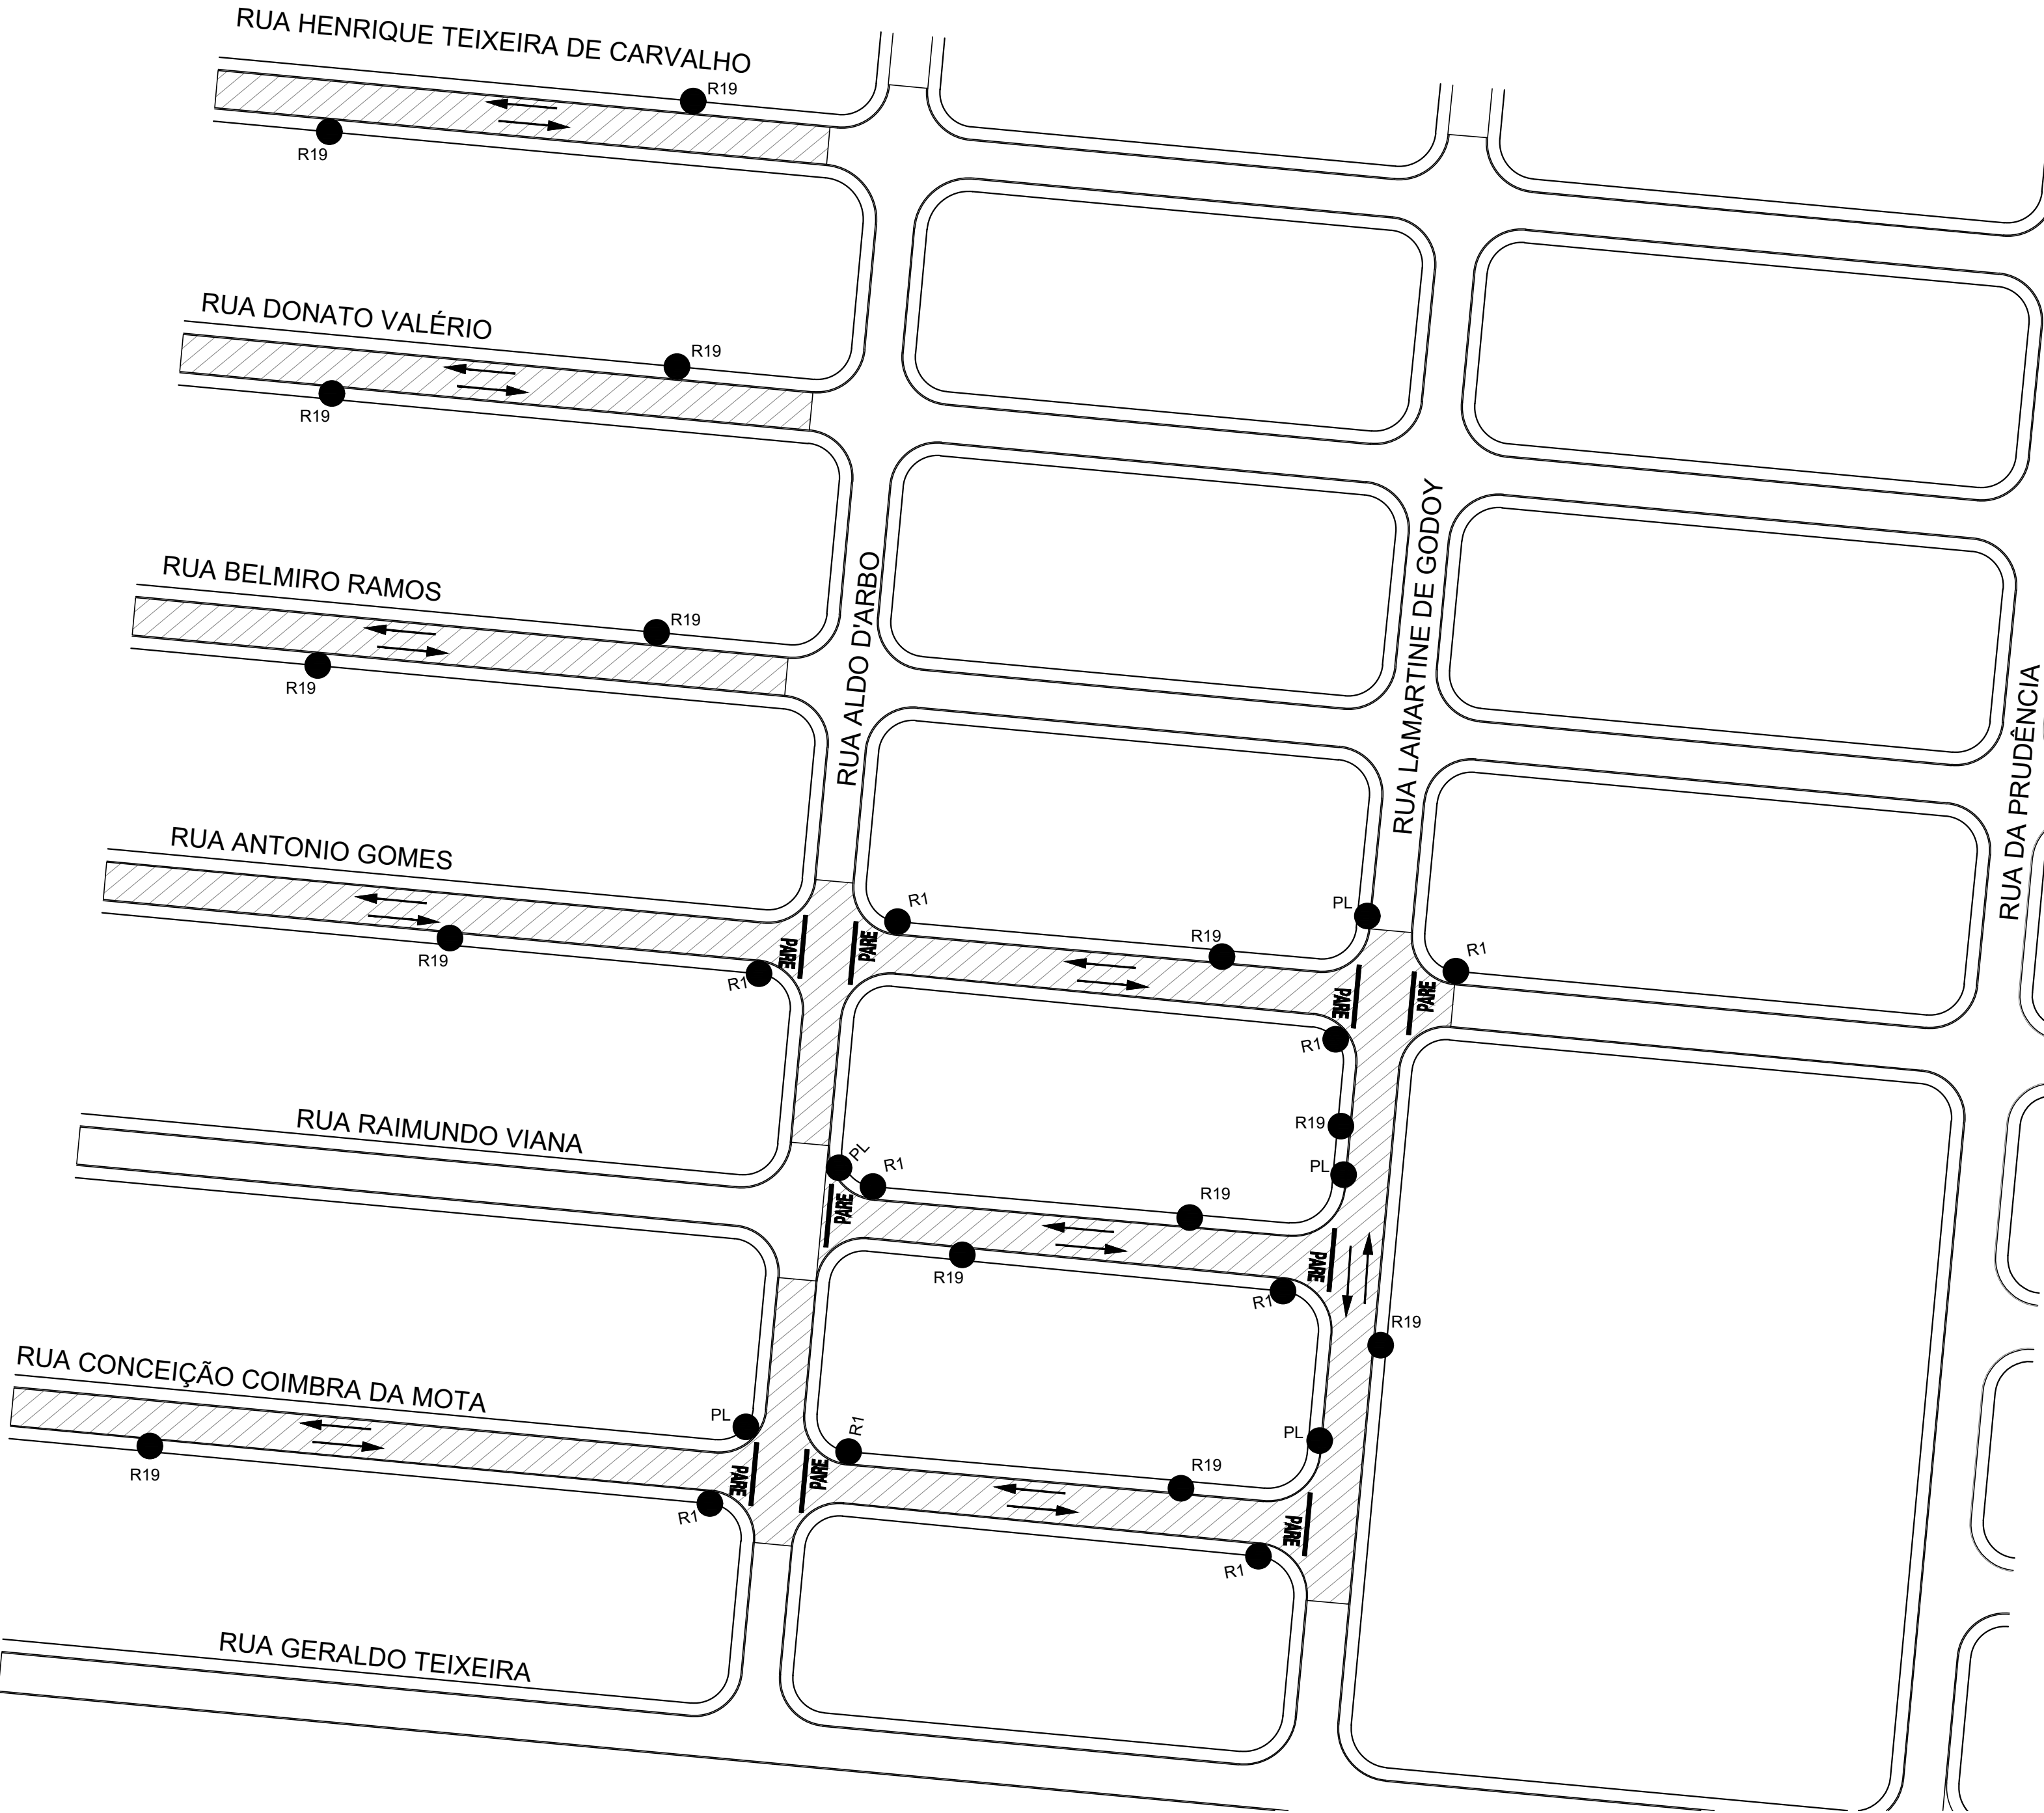 RUA HENRIQUE TEIXEIRA DE CARVALHO
R19
R19
RUA DONATO VALÉRIO
R19
R19
RUA BELMIRO RAMOS
R19
R19
RUA ALDO D'ARBO
RUA LAMARTINE DE GODOY
RUA DA PRUDÊNCIA
RUA ANTONIO GOMES
R19
R1
PARE
PARE
R1
R19
PL
R1
PARE
PARE
R1
R19
PL
RUA RAIMUNDO VIANA
PL
R1
PARE
R19
R19
PARE
R1
R19
RUA CONCEIÇÃO COIMBRA DA MOTA
R19
PL
PARE
R1
PARE
R1
R19
PL
PARE
R1
RUA GERALDO TEIXEIRA